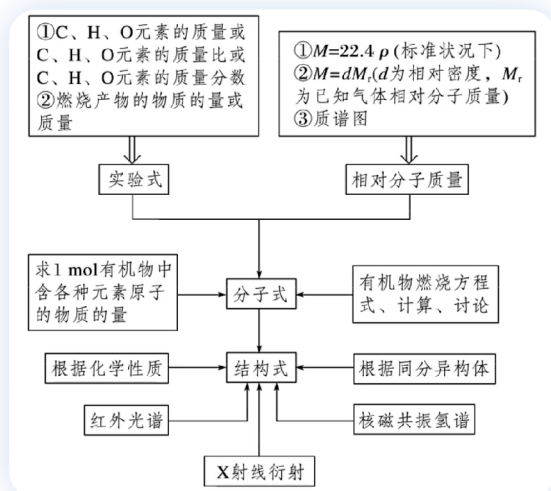 ①C、H、O元素的质量或
C、H、O元素的质量比或
C、H、O元素的质量分数
②燃烧产物的物质的量或
质量
①M=22.4 ρ (标准状况下)
②M=dMr(d为相对密度，Mr
为已知气体相对分子质量)
③质谱图
实验式
相对分子质量
求1 mol有机物中
含各种元素原子
的物质的量
分子式
有机物燃烧方程
式、计算、讨论
根据化学性质
结构式
根据同分异构体
红外光谱
核磁共振氢谱
X射线衍射